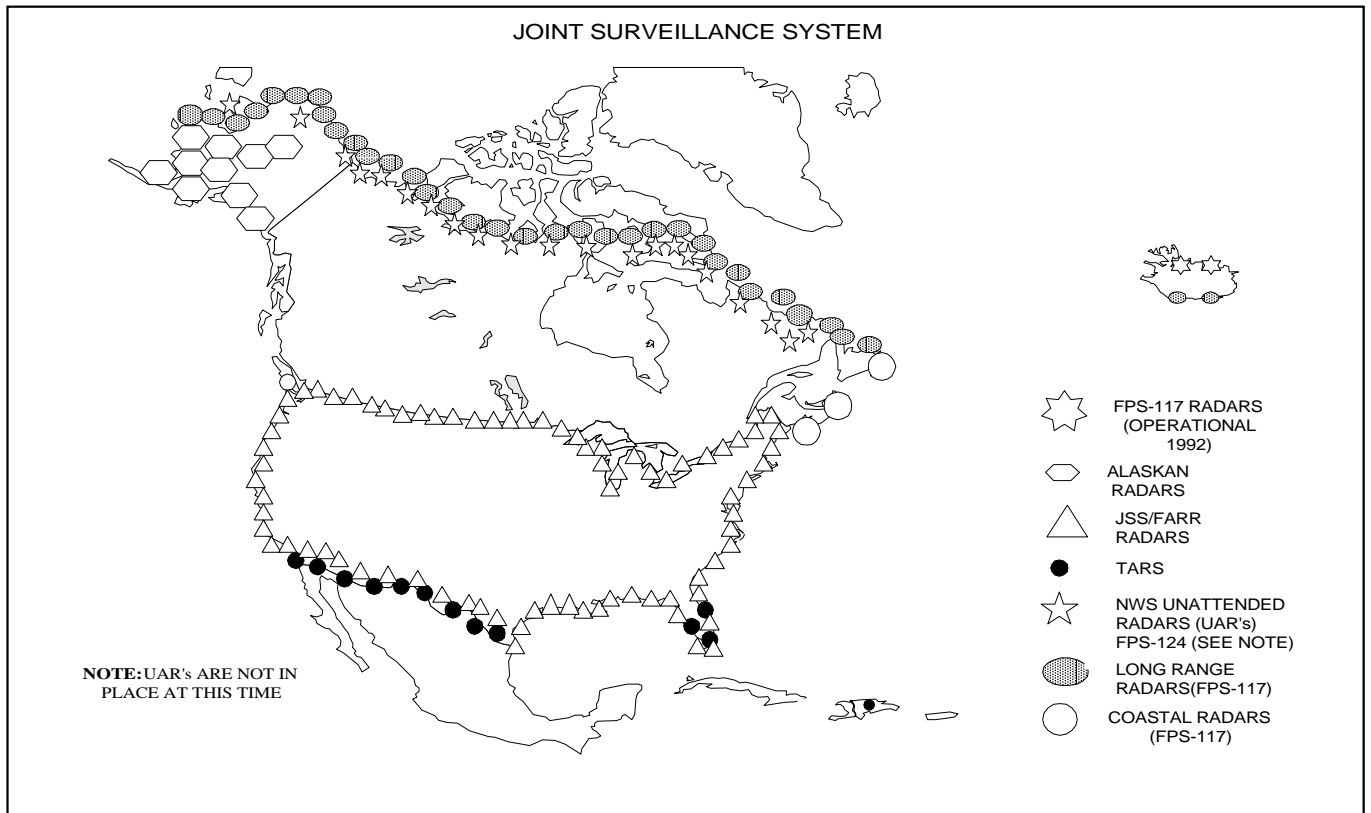 JOINT SURVEILLANCE SYSTEM
FPS-117 RADARS
(OPERATIONAL
1992)
ALASKAN
RADARS
JSS/FARR
RADARS
TARS
NWS UNATTENDED
RADARS (UAR's)
FPS-124 (SEE NOTE)
LONG RANGE
RADARS(FPS-117)
COASTAL RADARS
(FPS-117)
NOTE: UAR's ARE NOT IN
PLACE AT THIS TIME